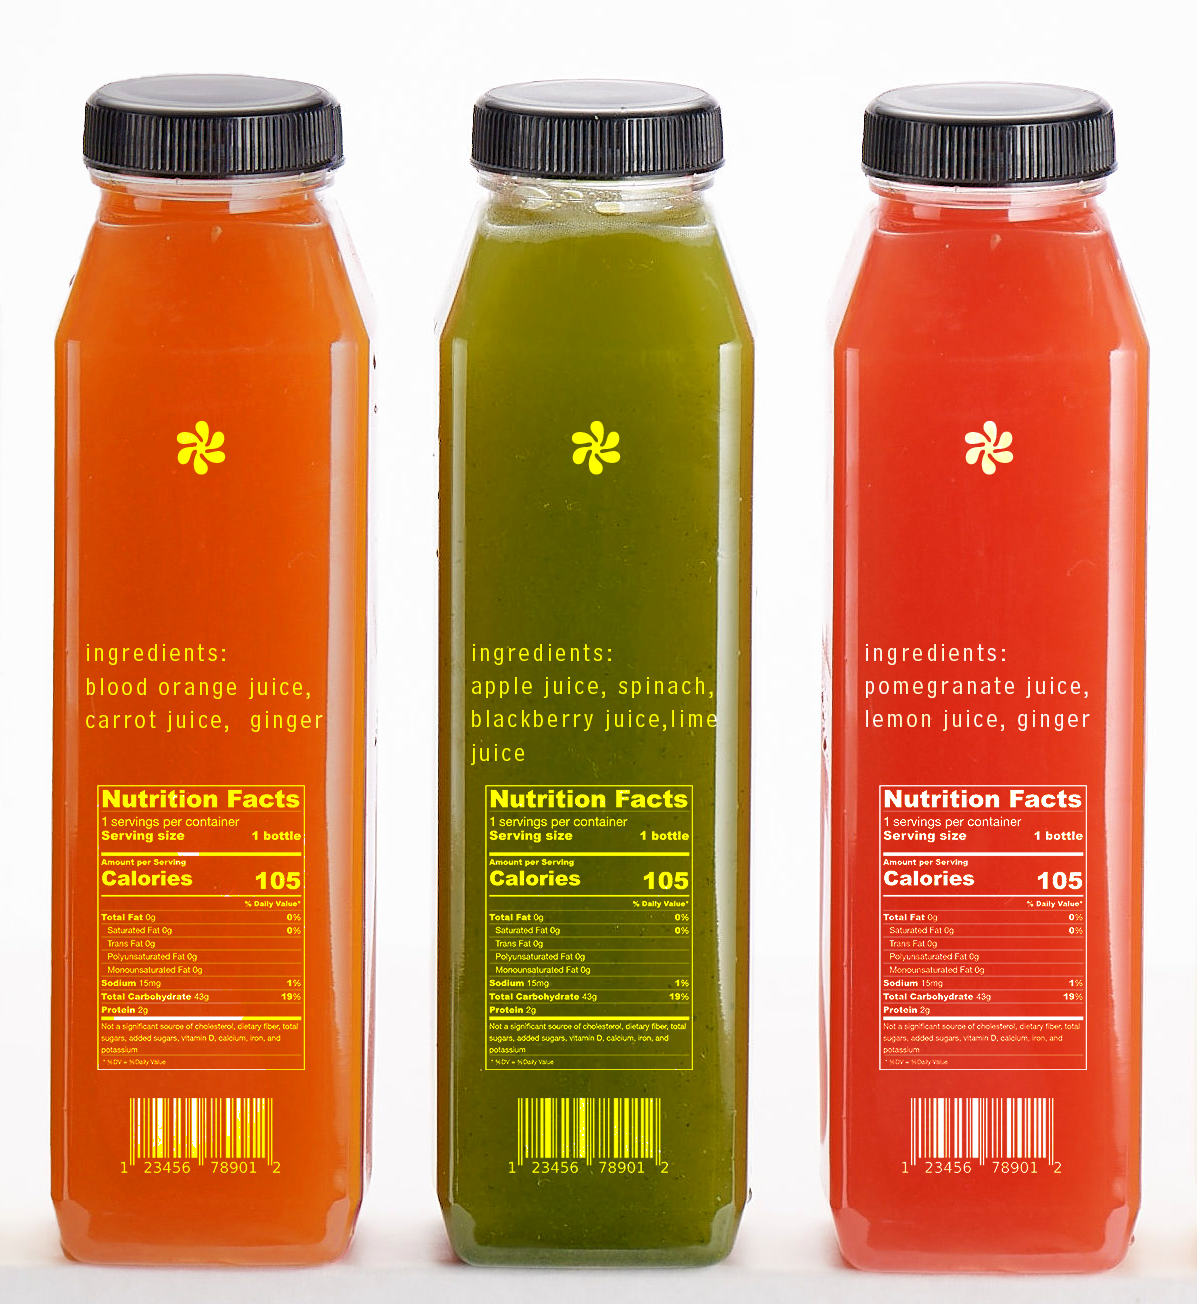 ingredients:
blood orange juice,
carrot juice,  ginger
Nutrition Facts
1 servings per container
Serving size 1 bottle
Amount per Serving
Calories 105
% Daily Value*
Total Fat 0g 0%
Saturated Fat 0g 0%
Trans Fat 0g
Polyunsaturated Fat 0g
Monounsaturated Fat 0g
Sodium 15mg 1%
Total Carbohydrate 43g 19%
Protein 2g
Not a significant source of cholesterol, dietary fiber, total
sugars, added sugars, vitamin D, calcium, iron, and
potassium
* %DV = %Daily Value
1 23456 78901 2
ingredients:
apple juice, spinach,
blackberry juice,lime
juice
Nutrition Facts
1 servings per container
Serving size 1 bottle
Amount per Serving
Calories 105
% Daily Value*
Total Fat 0g 0%
Saturated Fat 0g 0%
Trans Fat 0g
Polyunsaturated Fat 0g
Monounsaturated Fat 0g
Sodium 15mg 1%
Total Carbohydrate 43g 19%
Protein 2g
Not a significant source of cholesterol, dietary fiber, total
sugars, added sugars, vitamin D, calcium, iron, and
potassium
* %DV = %Daily Value
1 23456 78901 2
ingredients:
pomegranate juice,
lemon juice, ginger
Nutrition Facts
1 servings per container
Serving size 1 bottle
Amount per Serving
Calories 105
% Daily Value*
Total Fat 0g 0%
Saturated Fat 0g 0%
Trans Fat 0g
Polyunsaturated Fat 0g
Monounsaturated Fat 0g
Sodium 15mg 1%
Total Carbohydrate 43g 19%
Protein 2g
Not a significant source of cholesterol, dietary fiber, total
sugars, added sugars, vitamin D, calcium, iron, and
potassium
* %DV = %Daily Value
1 23456 78901 2